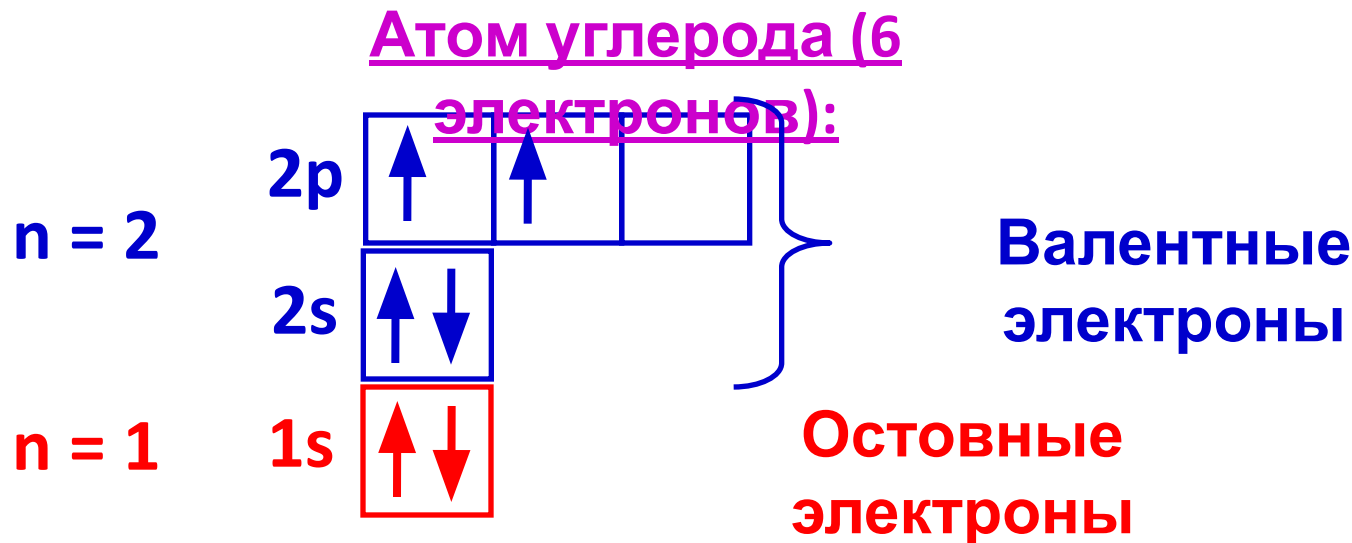 Атом углерода (6
электронов):
2p
n = 2
Валентные
электроны
2s
n = 1
1s
Остовные
электроны